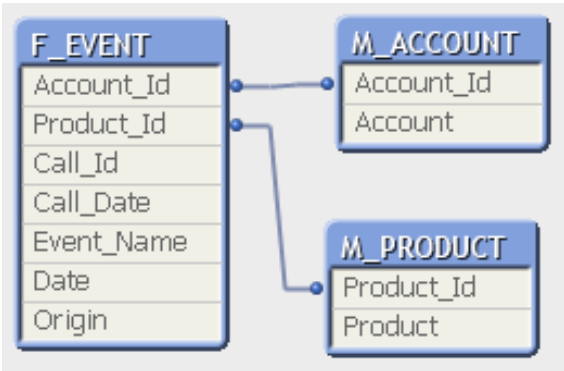 F_EVENT
Account_Id
Product_Id
Call_Id
Call_Date
Event_Name
Date
Origin
M_ACCOUNT
Account_Id
Account
M_PRODUCT
Product_Id
Product